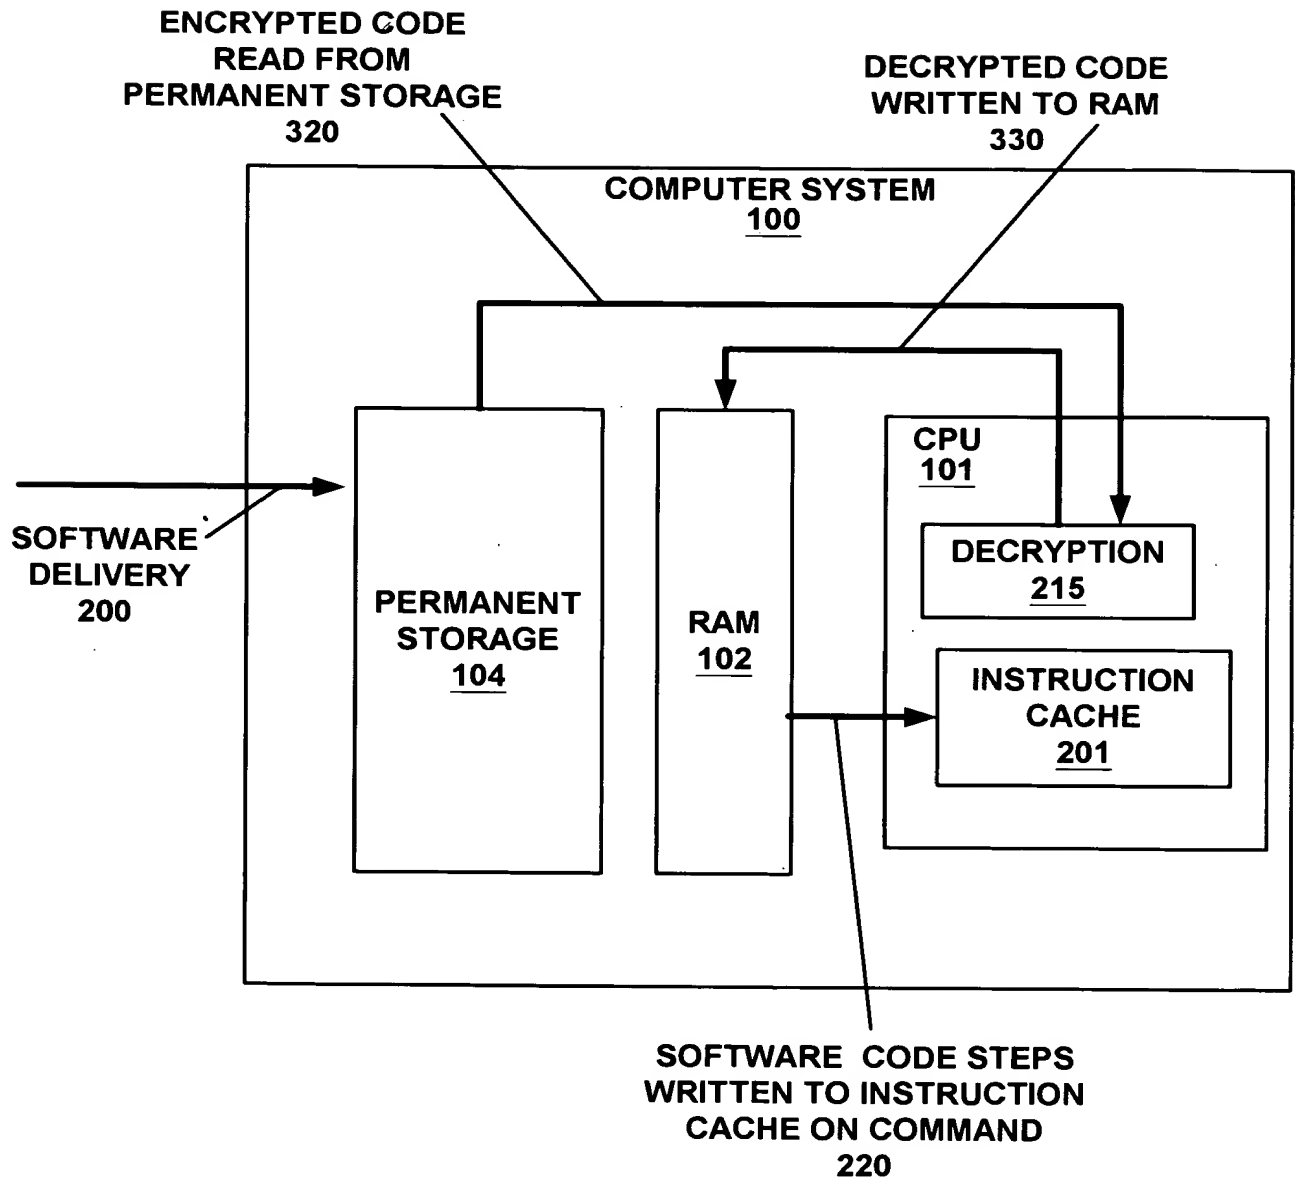 ENCRYPTED CODE
READ FROM
PERMANENT STORAGE
320
DECRYPTED CODE
WRITTEN TO RAM
330
COMPUTER SYSTEM
100
CPU
101
SOFTWARE
DELIVERY
200
DECRYPTION
215
PERMANENT
STORAGE
104
RAM
102
INSTRUCTION
CACHE
201
SOFTWARE CODE STEPS
WRITTEN TO INSTRUCTION
CACHE ON COMMAND
220